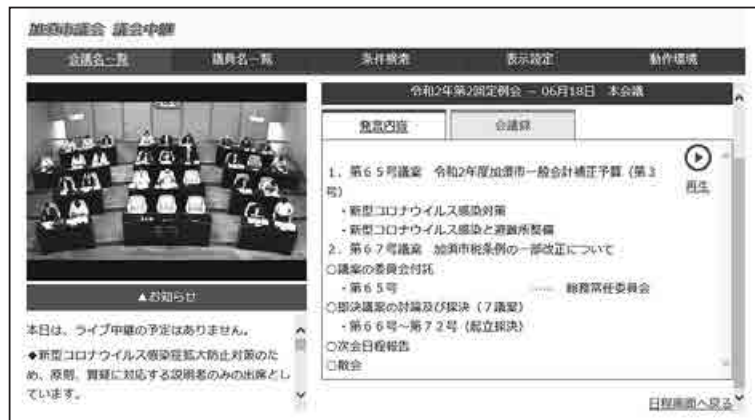 加須市議会 議会中継
会議名一覧 議員名一覧 条件検索 表示設定 動作環境
▲お知らせ
本日は、ライブ中継の予定はありません。
◆新型コロナウイルス感染症拡大防止対策のた
め、原則、質疑に対応する説明者のみの出席とし
ています。
令和2年第2回定例会 － 06月18日 本会議
発言内容 会議録
再生
1．第65号議案 令和2年度加須市一般会計補正予算（第3
号）
・新型コロナウイルス感染対策
・新型コロナウイルス感染と避難所整備
2．第67号議案 加須市税条例の一部改正について
○議案の委員会付託
・第65号 …… 総務常任委員会
○即決議案の討論及び採決（7議案）
・第66号～第72号（起立採決）
○次会日程報告
○散会
日程画面へ戻る